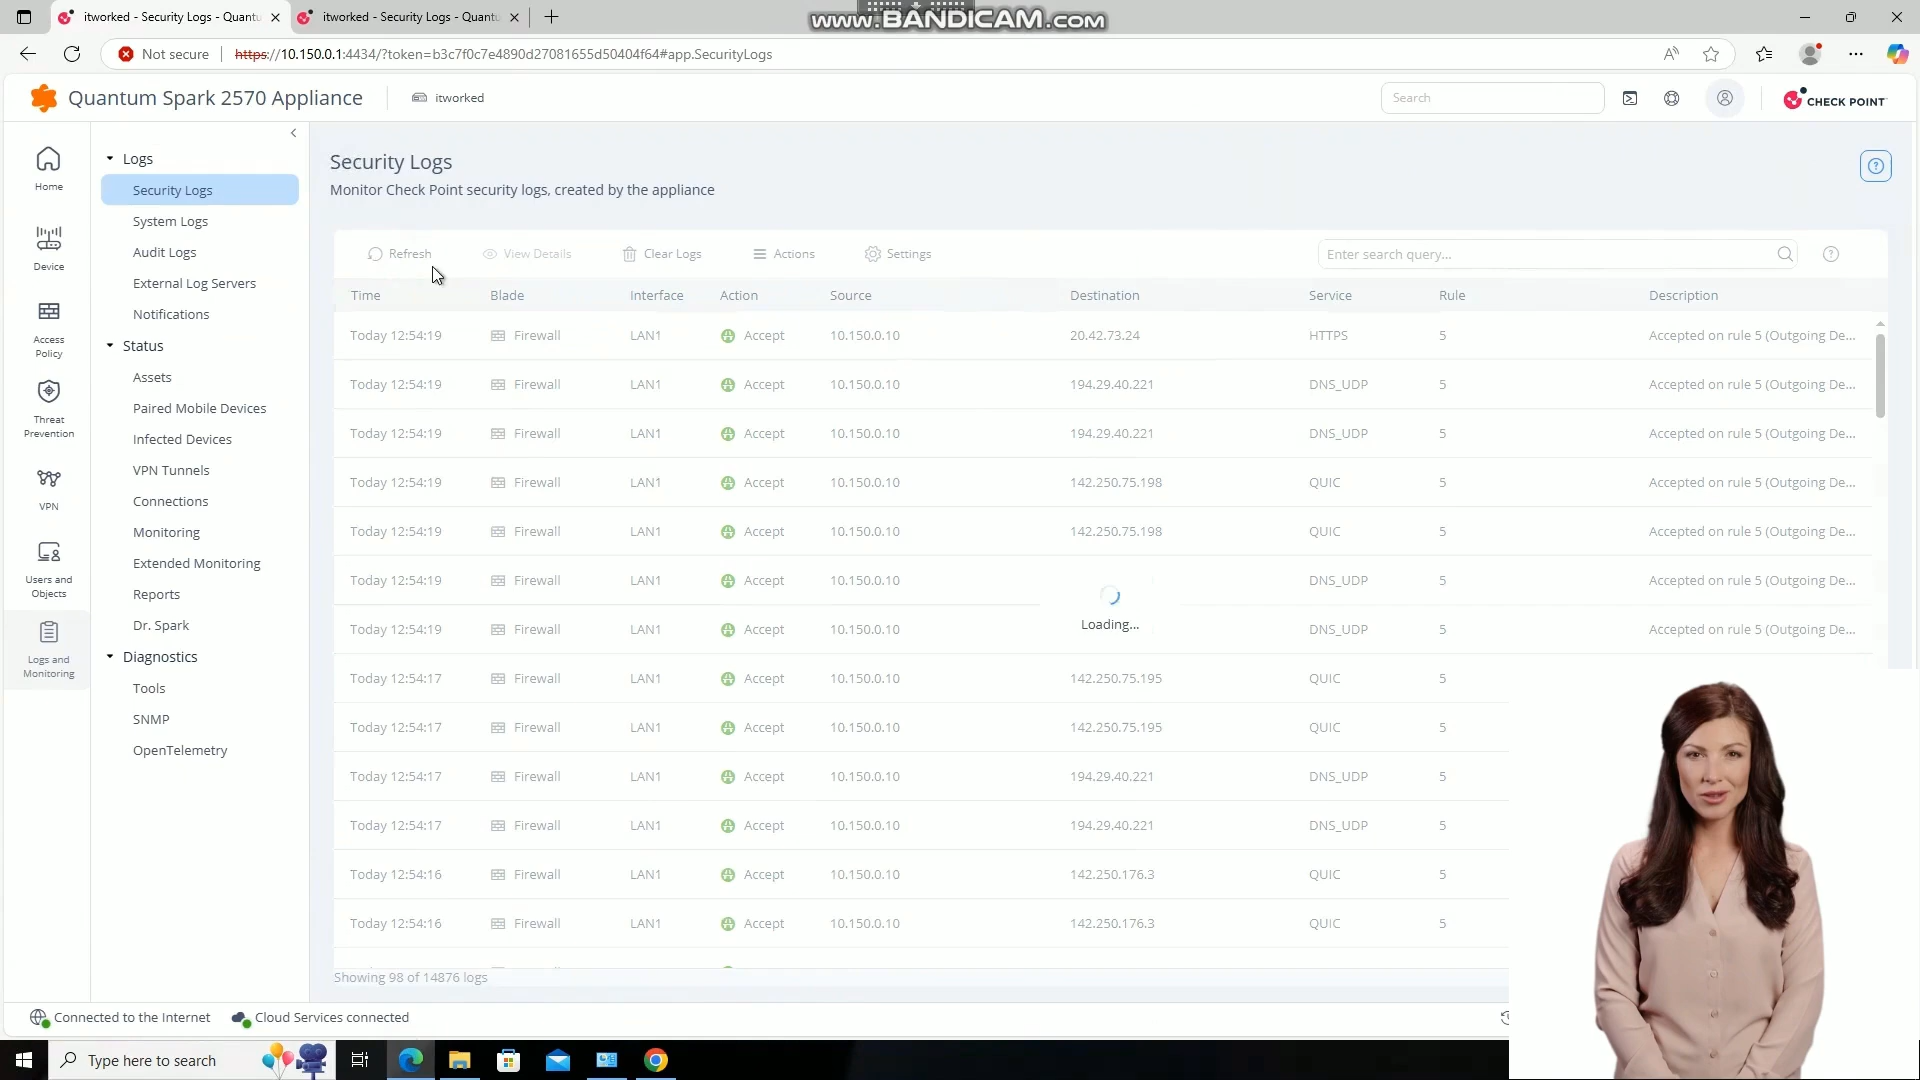 itworked - Security Logs - Quantu
itworked - Security Logs - Quantu
www.BANDICAM.com
Not secure
https://10.150.0.1:4434/?token=b3c7f0c7e4890d27081655d50404f64#app.SecurityLogs
Quantum Spark 2570 Appliance
itworked
Search
CHECK POINT
Home
Device
Access
Policy
Threat
Prevention
VPN
Users and
Objects
Logs and
Monitoring
Logs
Security Logs
System Logs
Audit Logs
External Log Servers
Notifications
Status
Assets
Paired Mobile Devices
Infected Devices
VPN Tunnels
Connections
Monitoring
Extended Monitoring
Reports
Dr. Spark
Diagnostics
Tools
SNMP
OpenTelemetry
Security Logs
Monitor Check Point security logs, created by the appliance
Refresh View Details Clear Logs Actions Settings Enter search query...
Time Blade Interface Action Source Destination Service Rule Description
Today 12:54:19 Firewall LAN1 Accept 10.150.0.10 20.42.73.24 HTTPS 5 Accepted on rule 5 (Outgoing De...
Today 12:54:19 Firewall LAN1 Accept 10.150.0.10 194.29.40.221 DNS_UDP 5 Accepted on rule 5 (Outgoing De...
Today 12:54:19 Firewall LAN1 Accept 10.150.0.10 194.29.40.221 DNS_UDP 5 Accepted on rule 5 (Outgoing De...
Today 12:54:19 Firewall LAN1 Accept 10.150.0.10 142.250.75.198 QUIC 5 Accepted on rule 5 (Outgoing De...
Today 12:54:19 Firewall LAN1 Accept 10.150.0.10 142.250.75.198 QUIC 5 Accepted on rule 5 (Outgoing De...
Today 12:54:19 Firewall LAN1 Accept 10.150.0.10 DNS_UDP 5 Accepted on rule 5 (Outgoing De...
Loading...
Today 12:54:19 Firewall LAN1 Accept 10.150.0.10 DNS_UDP 5 Accepted on rule 5 (Outgoing De...
Today 12:54:17 Firewall LAN1 Accept 10.150.0.10 142.250.75.195 QUIC 5
Today 12:54:17 Firewall LAN1 Accept 10.150.0.10 142.250.75.195 QUIC 5
Today 12:54:17 Firewall LAN1 Accept 10.150.0.10 194.29.40.221 DNS_UDP 5
Today 12:54:17 Firewall LAN1 Accept 10.150.0.10 194.29.40.221 DNS_UDP 5
Today 12:54:16 Firewall LAN1 Accept 10.150.0.10 142.250.176.3 QUIC 5
Today 12:54:16 Firewall LAN1 Accept 10.150.0.10 142.250.176.3 QUIC 5
Showing 98 of 14876 logs
Connected to the Internet Cloud Services connected
Type here to search